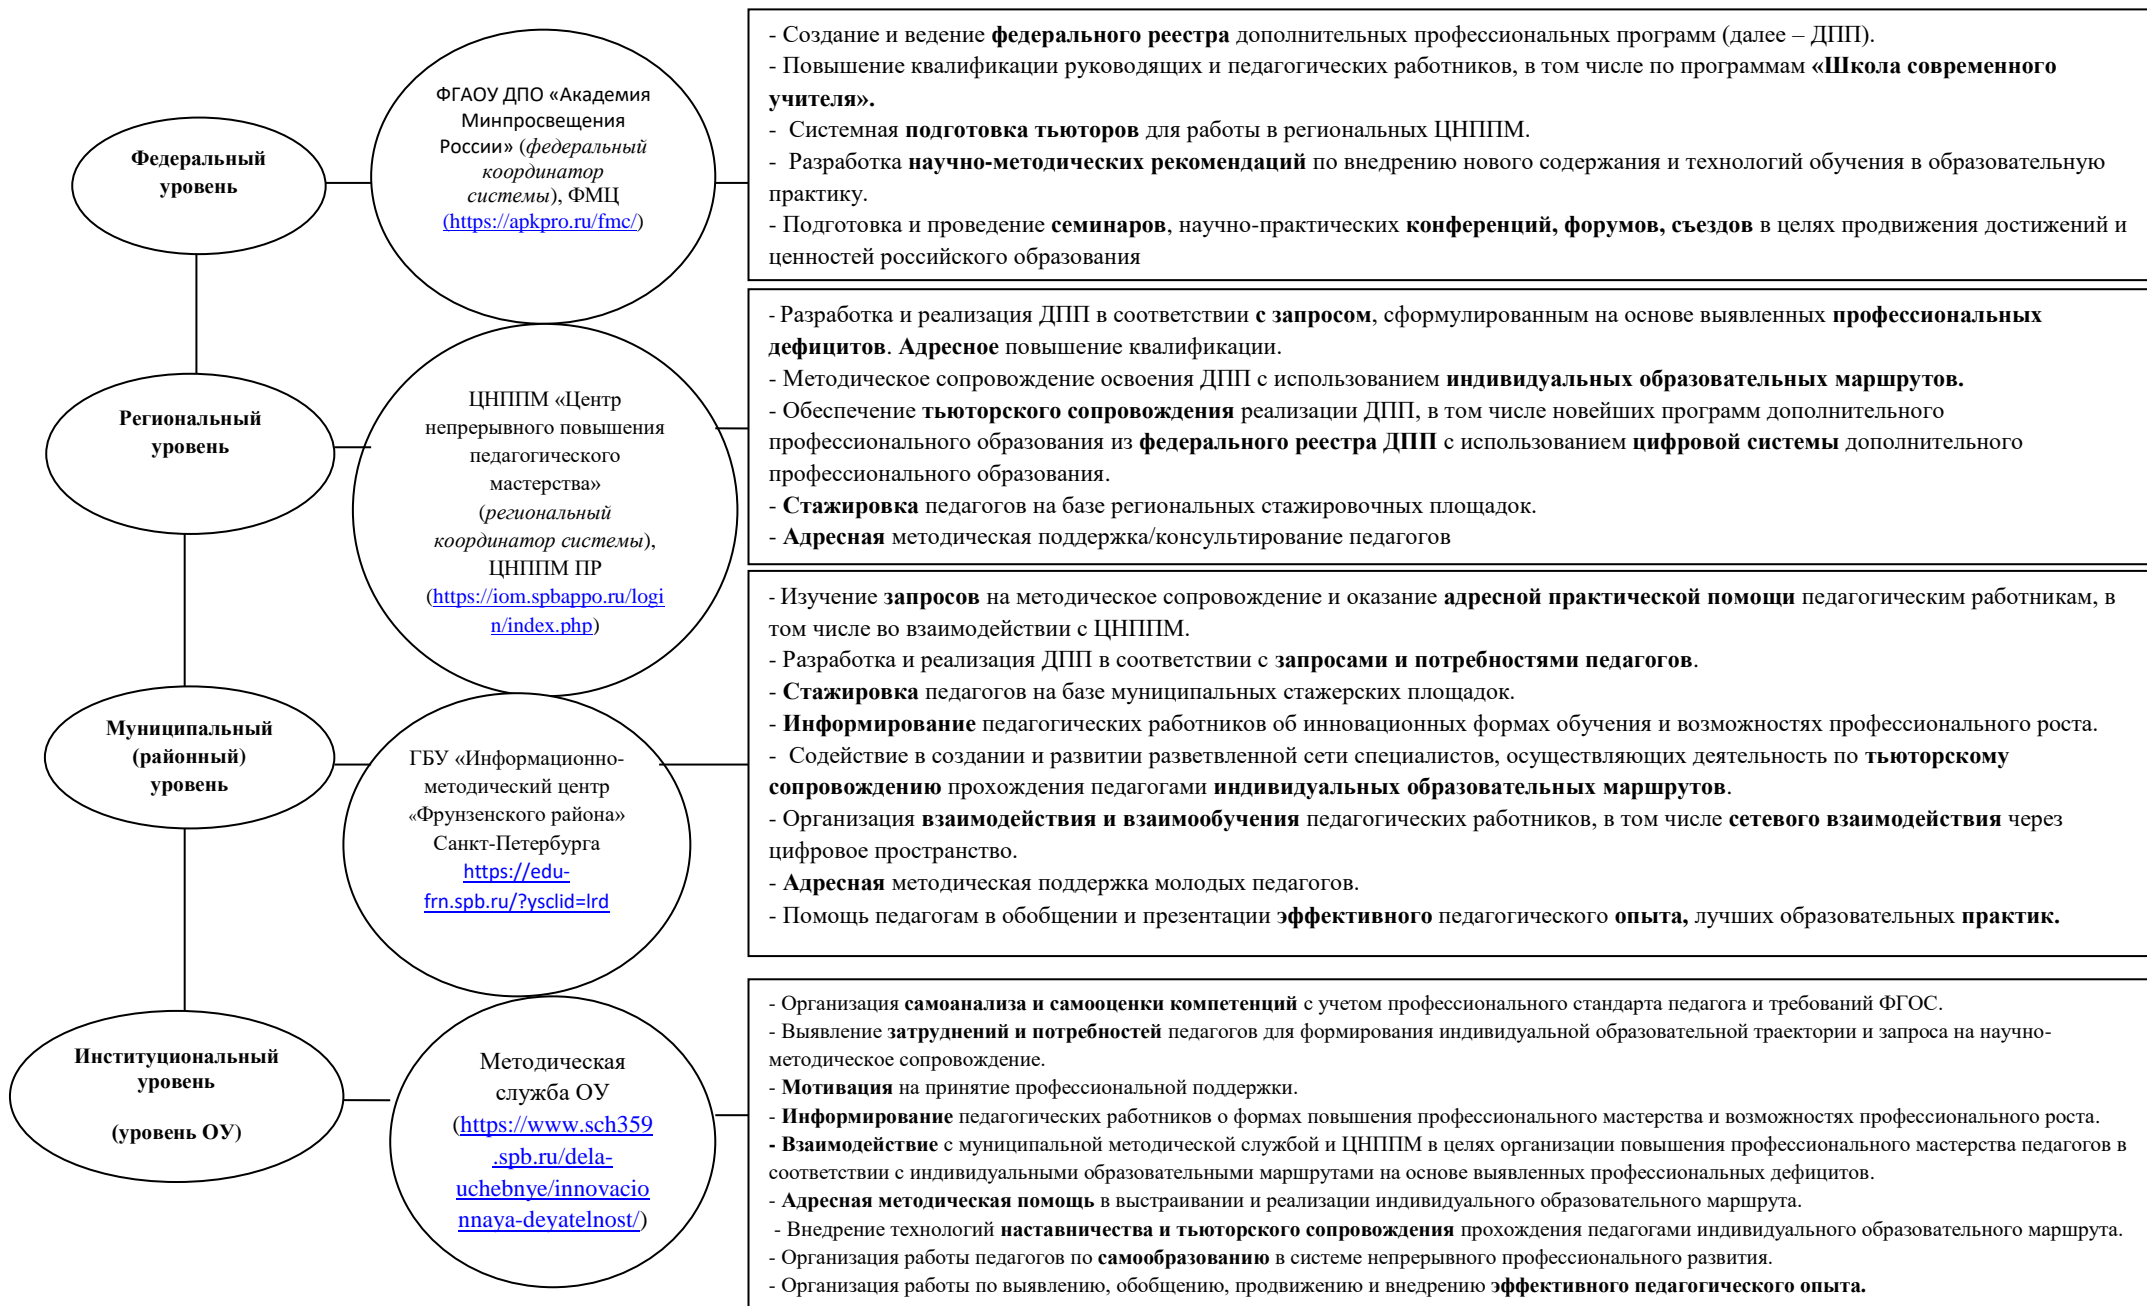 Федеральный
уровень
ФГАОУ ДПО «Академия
Минпросвещения
России» (федеральный
координатор
системы), ФМЦ
(https://apkpro.ru/fmc/)
- Создание и ведение федерального реестра дополнительных профессиональных программ (далее – ДПП).
- Повышение квалификации руководящих и педагогических работников, в том числе по программам «Школа современного
учителя».
- Системная подготовка тьюторов для работы в региональных ЦНППМ.
- Разработка научно-методических рекомендаций по внедрению нового содержания и технологий обучения в образовательную
практику.
- Подготовка и проведение семинаров, научно-практических конференций, форумов, съездов в целях продвижения достижений и
ценностей российского образования
Региональный
уровень
ЦНППМ «Центр
непрерывного повышения
педагогического
мастерства»
(региональный
координатор системы),
ЦНППМ ПР
(https://iom.spbappo.ru/logi
n/index.php)
- Разработка и реализация ДПП в соответствии с запросом, сформулированным на основе выявленных профессиональных
дефицитов. Адресное повышение квалификации.
- Методическое сопровождение освоения ДПП с использованием индивидуальных образовательных маршрутов.
- Обеспечение тьюторского сопровождения реализации ДПП, в том числе новейших программ дополнительного
профессионального образования из федерального реестра ДПП с использованием цифровой системы дополнительного
профессионального образования.
- Стажировка педагогов на базе региональных стажировочных площадок.
- Адресная методическая поддержка/консультирование педагогов
Муниципальный
(районный)
уровень
ГБУ «Информационно-
методический центр
«Фрунзенского района»
Санкт-Петербурга
https://edu-
frn.spb.ru/?ysclid=lrd
- Изучение запросов на методическое сопровождение и оказание адресной практической помощи педагогическим работникам, в
том числе во взаимодействии с ЦНППМ.
- Разработка и реализация ДПП в соответствии с запросами и потребностями педагогов.
- Стажировка педагогов на базе муниципальных стажерских площадок.
- Информирование педагогических работников об инновационных формах обучения и возможностях профессионального роста.
- Содействие в создании и развитии разветвленной сети специалистов, осуществляющих деятельность по тьюторскому
сопровождению прохождения педагогами индивидуальных образовательных маршрутов.
- Организация взаимодействия и взаимообучения педагогических работников, в том числе сетевого взаимодействия через
цифровое пространство.
- Адресная методическая поддержка молодых педагогов.
- Помощь педагогам в обобщении и презентации эффективного педагогического опыта, лучших образовательных практик.
Институциональный
уровень
(уровень ОУ)
Методическая
служба ОУ
(https://www.sch359
.spb.ru/dela-
uchebnye/innovacio
nnaya-deyatelnost/)
- Организация самоанализа и самооценки компетенций с учетом профессионального стандарта педагога и требований ФГОС.
- Выявление затруднений и потребностей педагогов для формирования индивидуальной образовательной траектории и запроса на научно-
методическое сопровождение.
- Мотивация на принятие профессиональной поддержки.
- Информирование педагогических работников о формах повышения профессионального мастерства и возможностях профессионального роста.
- Взаимодействие с муниципальной методической службой и ЦНППМ в целях организации повышения профессионального мастерства педагогов в
соответствии с индивидуальными образовательными маршрутами на основе выявленных профессиональных дефицитов.
- Адресная методическая помощь в выстраивании и реализации индивидуального образовательного маршрута.
- Внедрение технологий наставничества и тьюторского сопровождения прохождения педагогами индивидуального образовательного маршрута.
- Организация работы педагогов по самообразованию в системе непрерывного профессионального развития.
- Организация работы по выявлению, обобщению, продвижению и внедрению эффективного педагогического опыта.